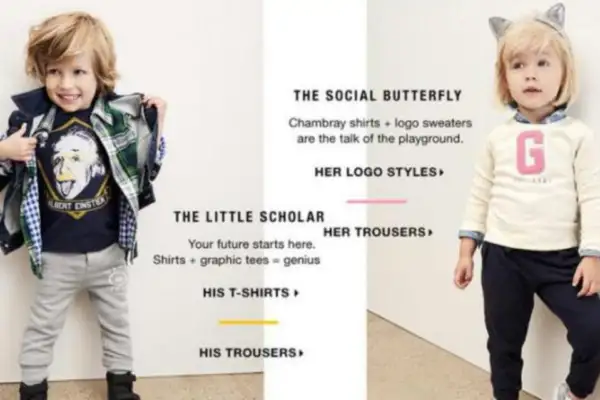 THE SOCIAL BUTTERFLY
Chambray shirts + logo sweaters
are the talk of the playground.
HER LOGO STYLES
HER TROUSERS
THE LITTLE SCHOLAR
Your future starts here.
Shirts + graphic tees = genius
HIS T-SHIRTS
HIS TROUSERS
ALBERT EINSTEIN
G